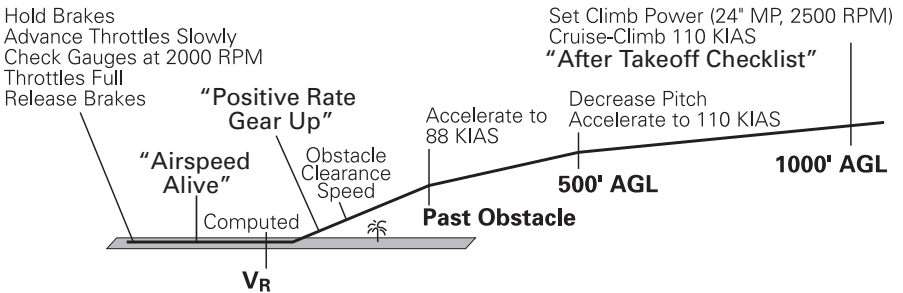 Hold Brakes
Advance Throttles Slowly
Check Gauges at 2000 RPM
Throttles Full
Release Brakes
“Airspeed
Alive”
Computed
VR
“Positive Rate
Gear Up”
Obstacle
Clearance
Speed
Accelerate to
88 KIAS
Past Obstacle
Decrease Pitch
Accelerate to 110 KIAS
500' AGL
Set Climb Power (24" MP, 2500 RPM)
Cruise-Climb 110 KIAS
“After Takeoff Checklist”
1000' AGL